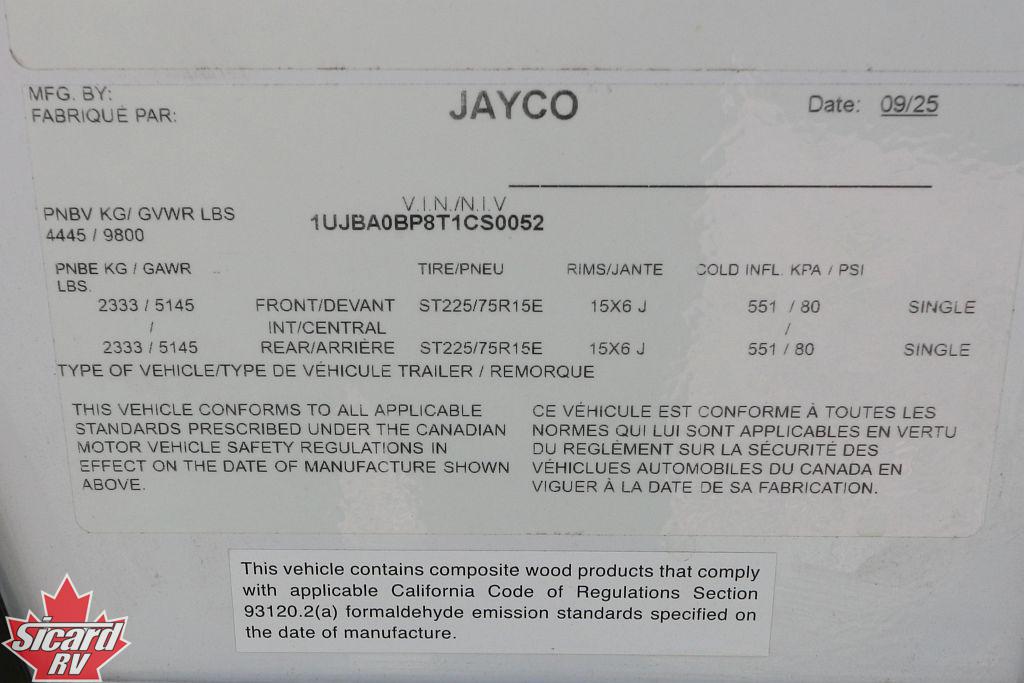 MFG. BY:
FABRIQUÉ PAR:
JAYCO
Date: 09/25
PNBV KG/ GVWR LBS
4445 / 9800
V.I.N./N.I.V
1UJBA0BP8T1CS0052
PNBE KG / GAWR LBS. TIRE/PNEU RIMS/JANTE COLD INFL. KPA / PSI
2333 / 5145 FRONT/DEVANT ST225/75R15E 15X6 J 551 / 80 SINGLE
/ INT/CENTRAL /
2333 / 5145 REAR/ARRIÈRE ST225/75R15E 15X6 J 551 / 80 SINGLE
TYPE OF VEHICLE/TYPE DE VÉHICULE TRAILER / REMORQUE
THIS VEHICLE CONFORMS TO ALL APPLICABLE
STANDARDS PRESCRIBED UNDER THE CANADIAN
MOTOR VEHICLE SAFETY REGULATIONS IN
EFFECT ON THE DATE OF MANUFACTURE SHOWN
ABOVE.
CE VÉHICULE EST CONFORME À TOUTES LES
NORMES QUI LUI SONT APPLICABLES EN VERTU
DU REGLÈMENT SUR LA SÉCURITÉ DES
VÉHICLUES AUTOMOBILES DU CANADA EN
VIGUER À LA DATE DE SA FABRICATION.
This vehicle contains composite wood products that comply
with applicable California Code of Regulations Section
93120.2(a) formaldehyde emission standards specified on
the date of manufacture.
Sicard
RV